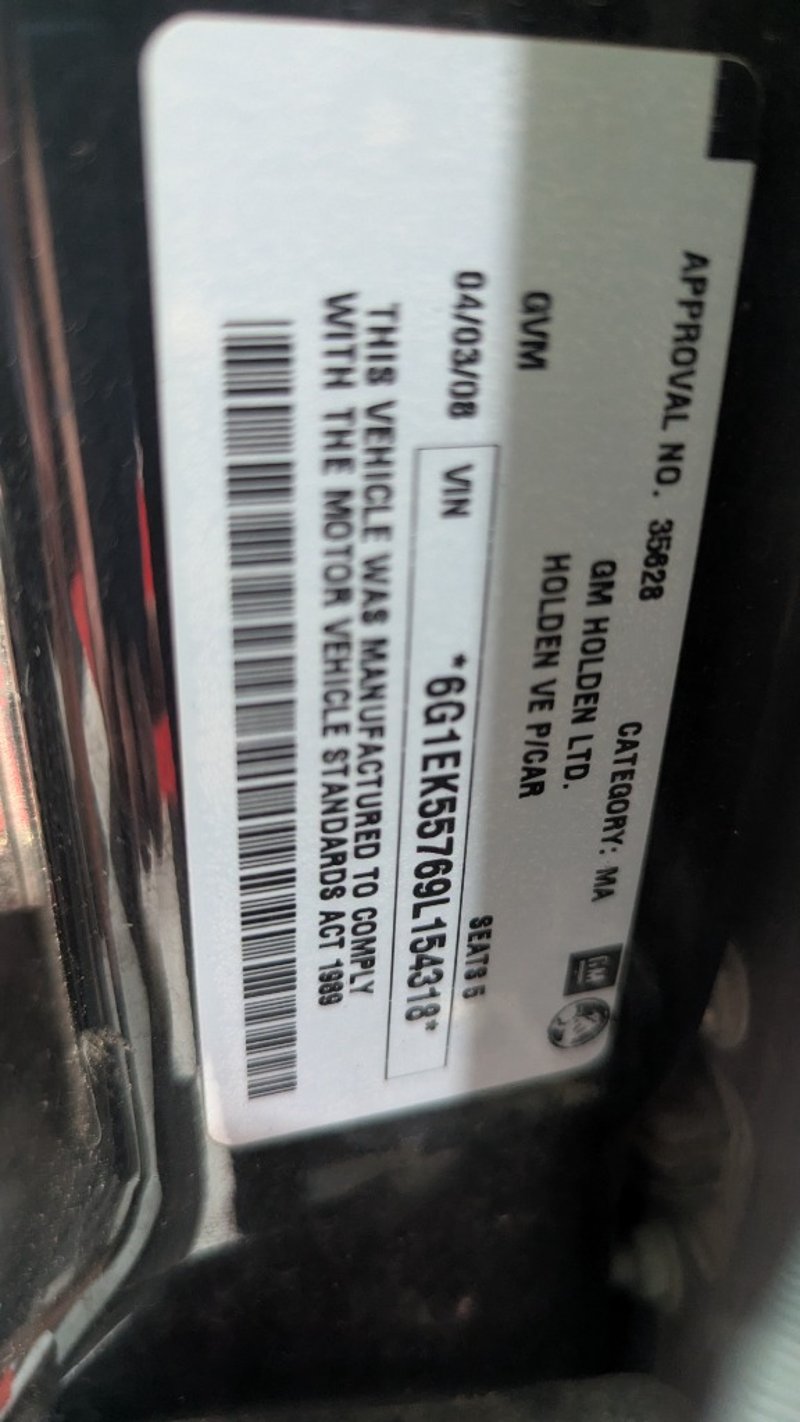 APPROVAL NO. 35628 CATEGORY: MA
GM HOLDEN LTD.
HOLDEN VE P/CAR
GM
GVM SEATS 5
04/03/08 VIN *6G1EK55769L154318*
THIS VEHICLE WAS MANUFACTURED TO COMPLY
WITH THE MOTOR VEHICLE STANDARDS ACT 1989